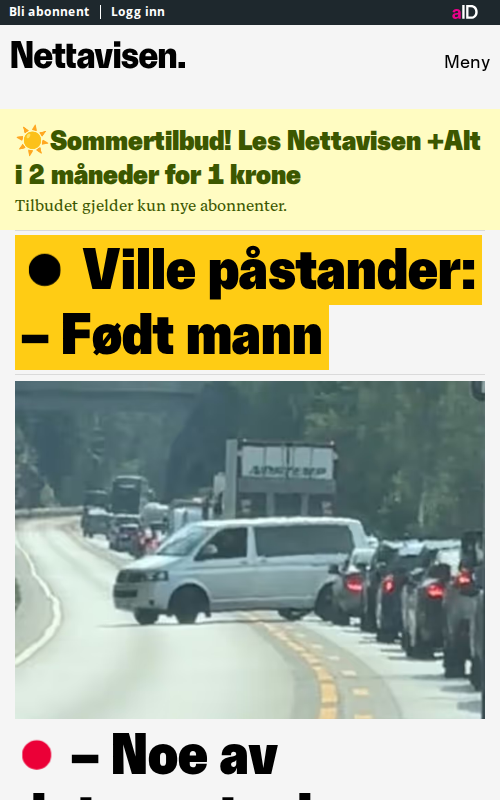 Bli abonnent | Logg inn
aID
Nettavisen.
Meny
☀️Sommertilbud! Les Nettavisen +Alt
i 2 måneder for 1 krone
Tilbudet gjelder kun nye abonnenter.
● Ville påstander:
– Født mann
– Noe av